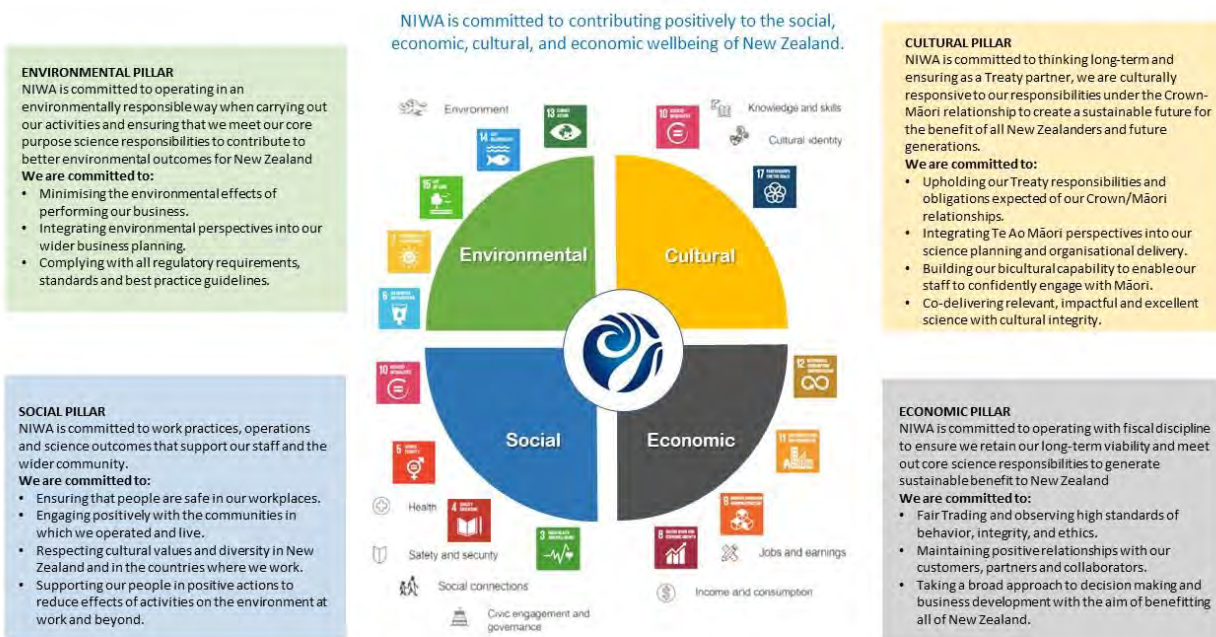 NIWA is committed to contributing positively to the social,
economic, cultural, and economic wellbeing of New Zealand.
ENVIRONMENTAL PILLAR
NIWA is committed to operating in an
environmentally responsible way when carrying out
our activities and ensuring that we meet our core
purpose science responsibilities to contribute to
better environmental outcomes for New Zealand
We are committed to:
• Minimising the environmental effects of
performing our business.
• Integrating environmental perspectives into our
wider business planning.
• Complying with all regulatory requirements,
standards and best practice guidelines.
Environment
13
14
15
7
6
Environmental
10
Knowledge and skills
Cultural identity
17
Cultural
CULTURAL PILLAR
NIWA is committed to thinking long-term and
ensuring as a Treaty partner, we are culturally
responsive to our responsibilities under the Crown-
Māori relationship to create a sustainable future for
the benefit of all New Zealanders and future
generations.
We are committed to:
• Upholding our Treaty responsibilities and
obligations expected of our Crown/Māori
relationships.
• Integrating Te Ao Māori perspectives into our
science planning and organisational delivery.
• Building our bicultural capability to enable our
staff to confidently engage with Māori.
• Co-delivering relevant, impactful and excellent
science with cultural integrity.
SOCIAL PILLAR
NIWA is committed to work practices, operations
and science outcomes that support our staff and the
wider community.
We are committed to:
• Ensuring that people are safe in our workplaces.
• Engaging positively with the communities in
which we operated and live.
• Respecting cultural values and diversity in New
Zealand and in the countries where we work.
• Supporting our people in positive actions to
reduce effects of activities on the environment at
work and beyond.
10
5
4
3
Social
Health
Safety and security
Social connections
Civic engagement and
governance
Economic
12
11
9
8
Jobs and earnings
Income and consumption
ECONOMIC PILLAR
NIWA is committed to operating with fiscal discipline
to ensure we retain our long-term viability and meet
out core science responsibilities to generate
sustainable benefit to New Zealand
We are committed to:
• Fair Trading and observing high standards of
behavior, integrity, and ethics.
• Maintaining positive relationships with our
customers, partners and collaborators.
• Taking a broad approach to decision making and
business development with the aim of benefitting
all of New Zealand.